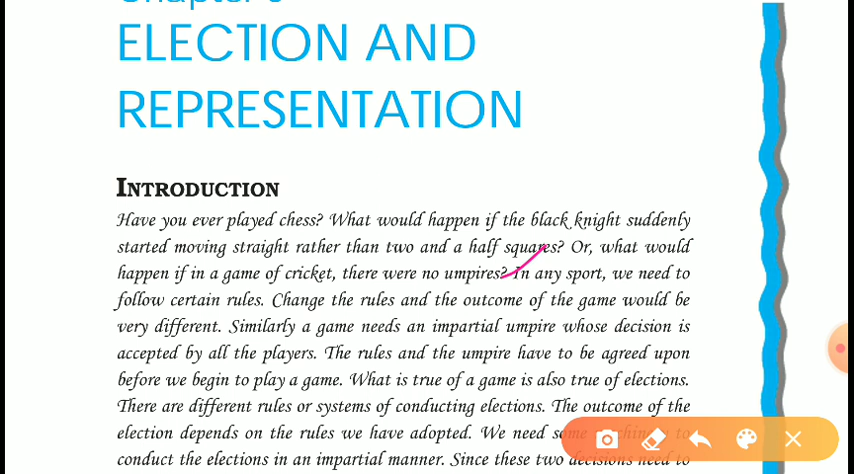 ELECTION AND
REPRESENTATION
INTRODUCTION
Have you ever played chess? What would happen if the black knight suddenly
started moving straight rather than two and a half squares? Or, what would
happen if in a game of cricket, there were no umpires? In any sport, we need to
follow certain rules. Change the rules and the outcome of the game would be
very different. Similarly a game needs an impartial umpire whose decision is
accepted by all the players. The rules and the umpire have to be agreed upon
before we begin to play a game. What is true of a game is also true of elections.
There are different rules or systems of conducting elections. The outcome of the
election depends on the rules we have adopted. We need some to
conduct the elections in an impartial manner. Since these two decisions need to